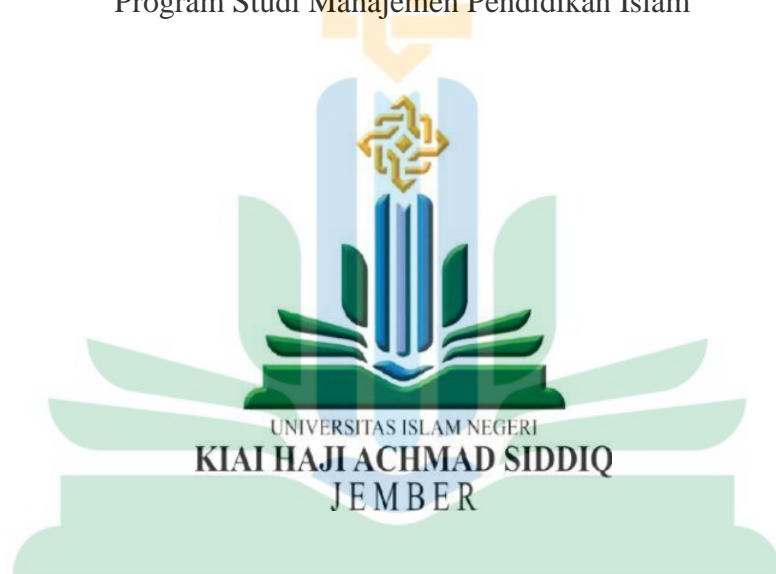 Program Studi Manajemen Pendidikan Islam
UNIVERSITAS ISLAM NEGERI
KIAI HAJI ACHMAD SIDDIQ
JEMBER